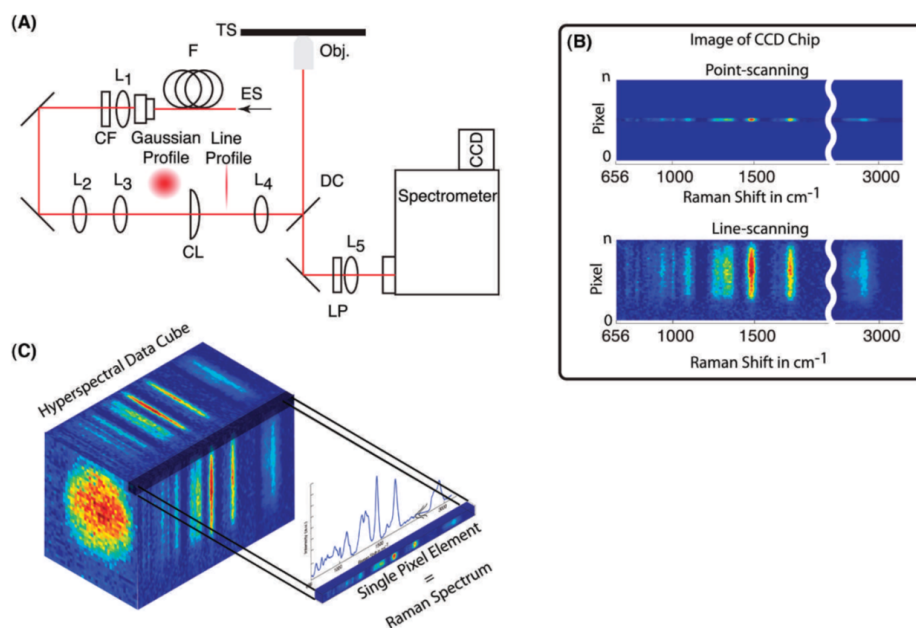 (A)
TS
F
Obj.
L1
ES
CF
Gaussian
Profile
Line
Profile
L2
L3
L4
DC
CL
CCD
Spectrometer
L5
LP
(B)
Image of CCD Chip
Point-scanning
n
Pixel
0
656
1000
1500
3000
Raman Shift in cm-1
Line-scanning
n
Pixel
0
656
1000
1500
3000
Raman Shift in cm-1
(C)
Hyperspectral Data Cube
Single Pixel Element
=
Raman Spectrum